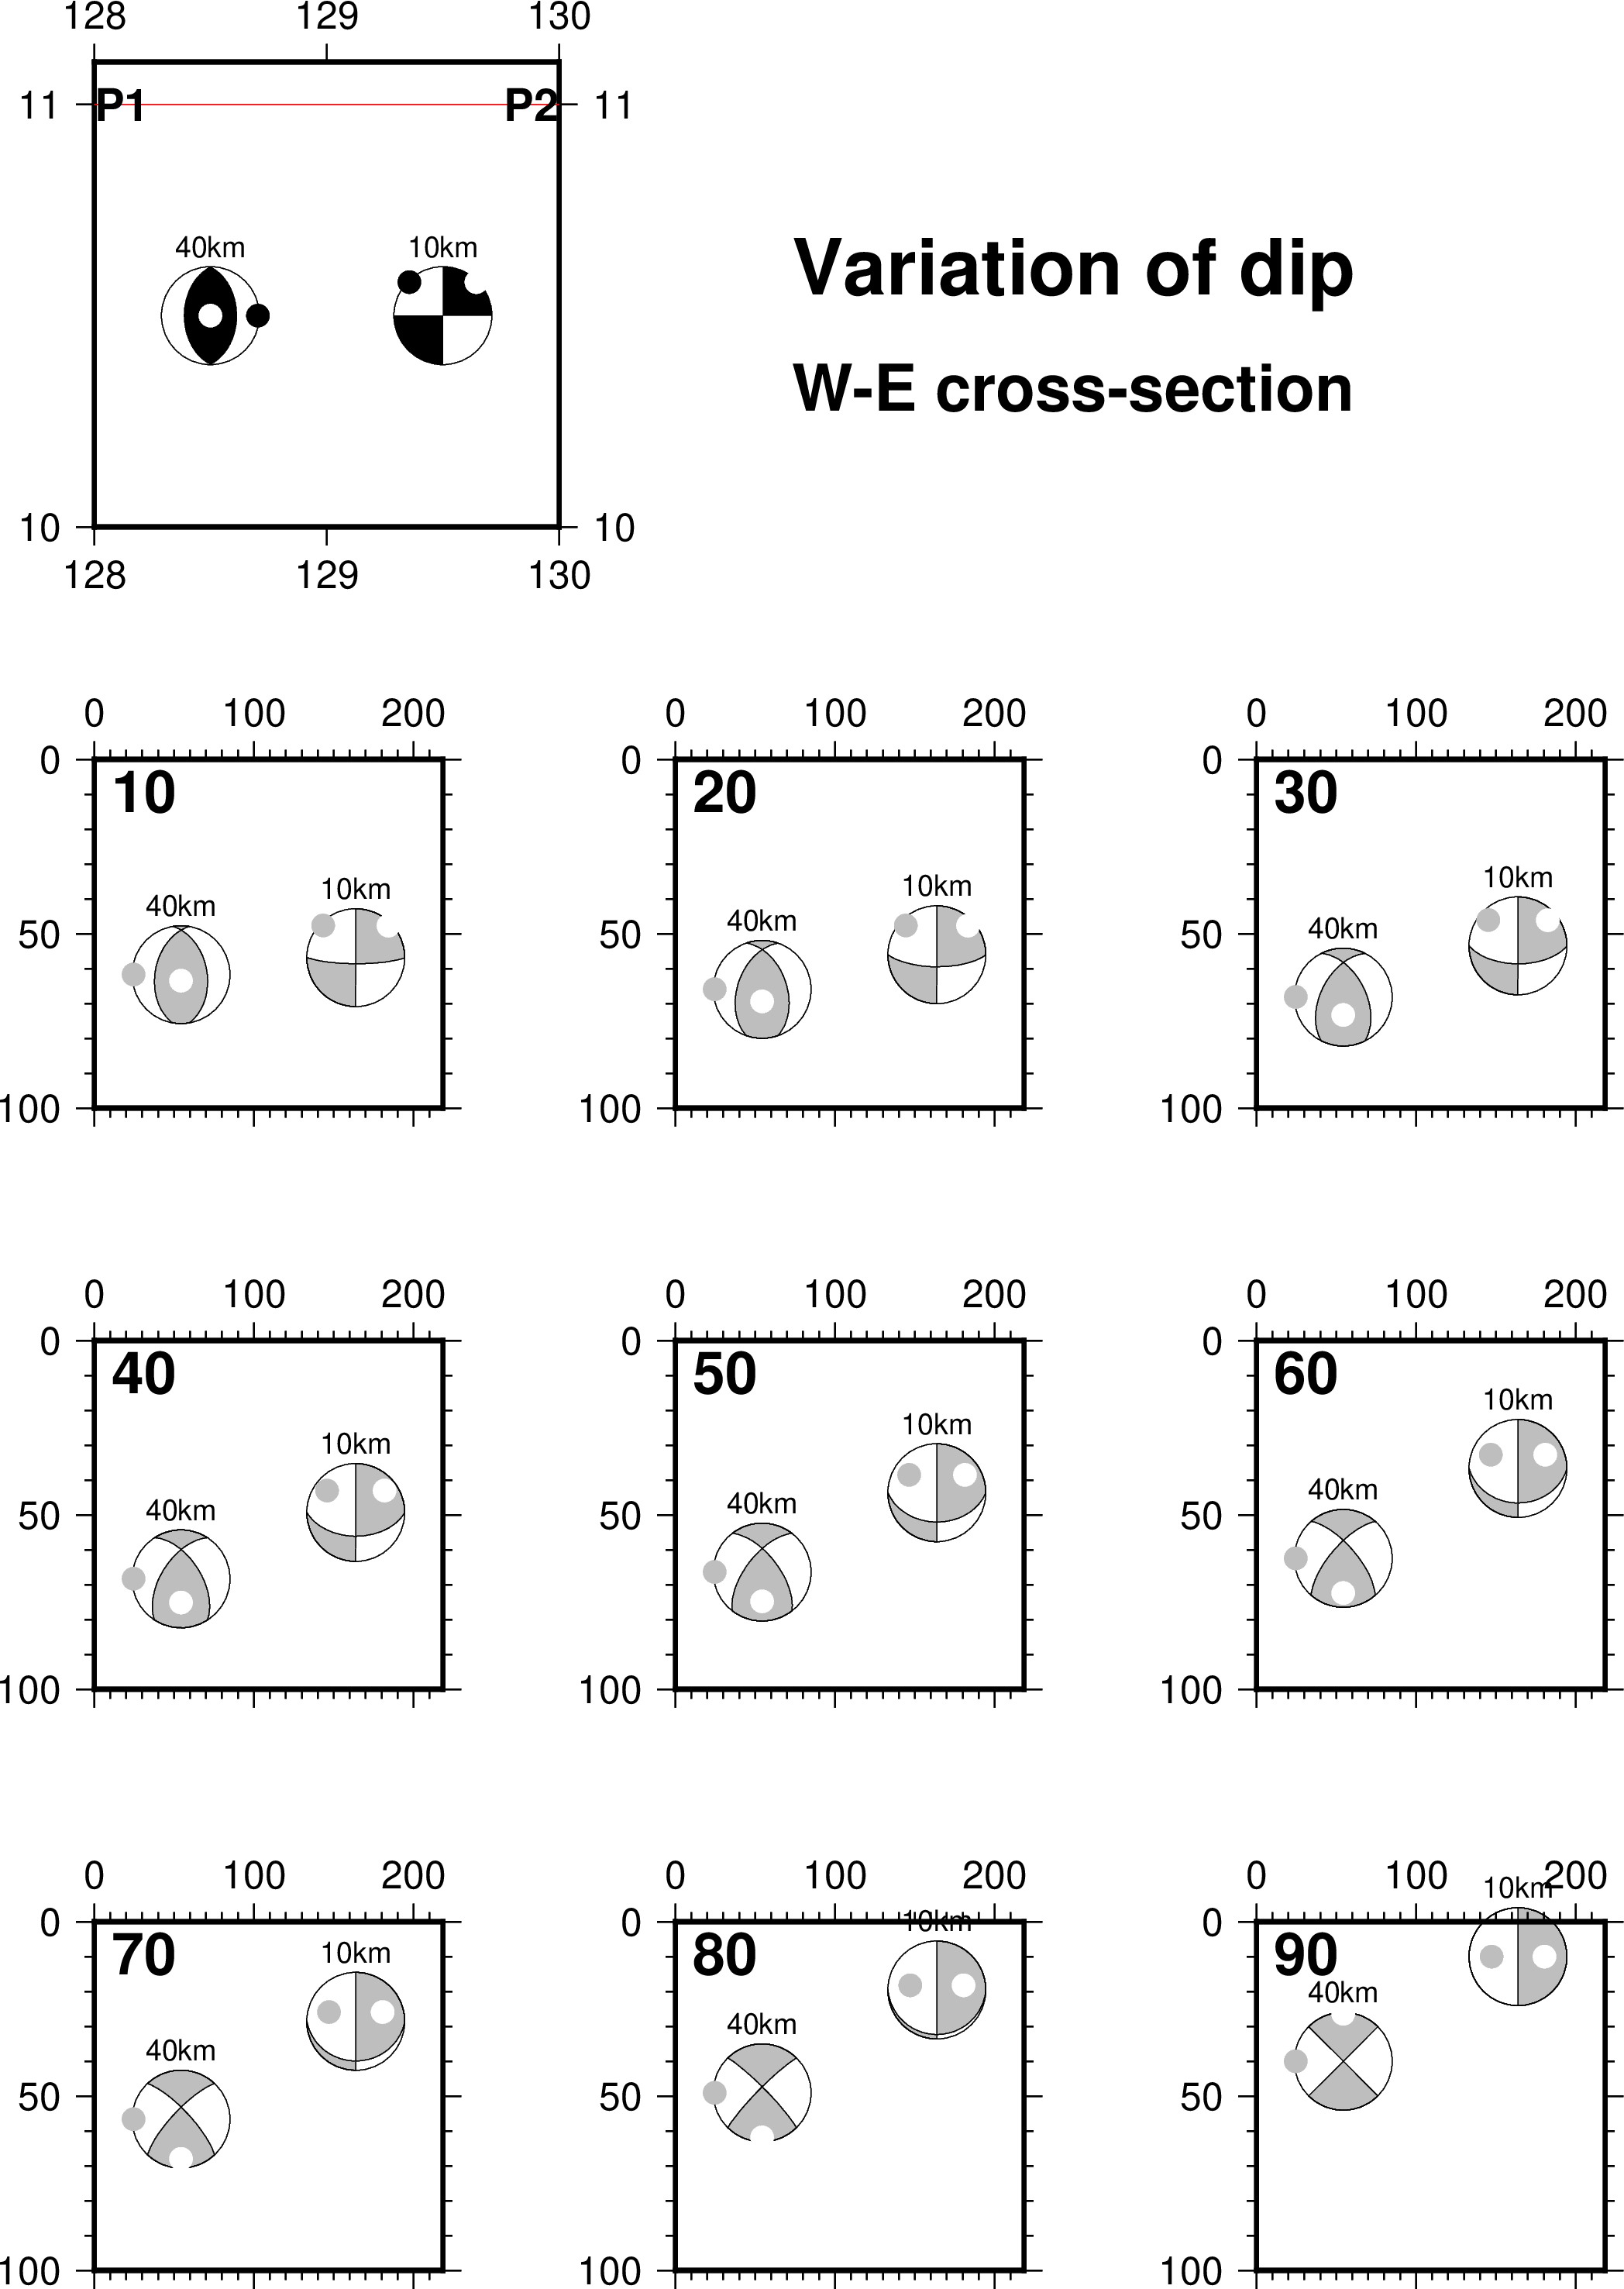 128 129 130
11 P1 P2 11
40km 10km
Variation of dip
W-E cross-section
10 10
128 129 130
0 100 200 0 100 200 0 100 200
0 0 0
10 20 30
10km 10km 10km
40km 40km 40km
50 50 50
100 100 100
0 100 200 0 100 200 0 100 200
0 0 0
40 50 60
10km 10km 10km
40km 40km 40km
50 50 50
100 100 100
0 100 200 0 100 200 0 100 200
10km
0 0 0
10km
70 80 90
10km
40km
40km 40km
50 50 50
100 100 100